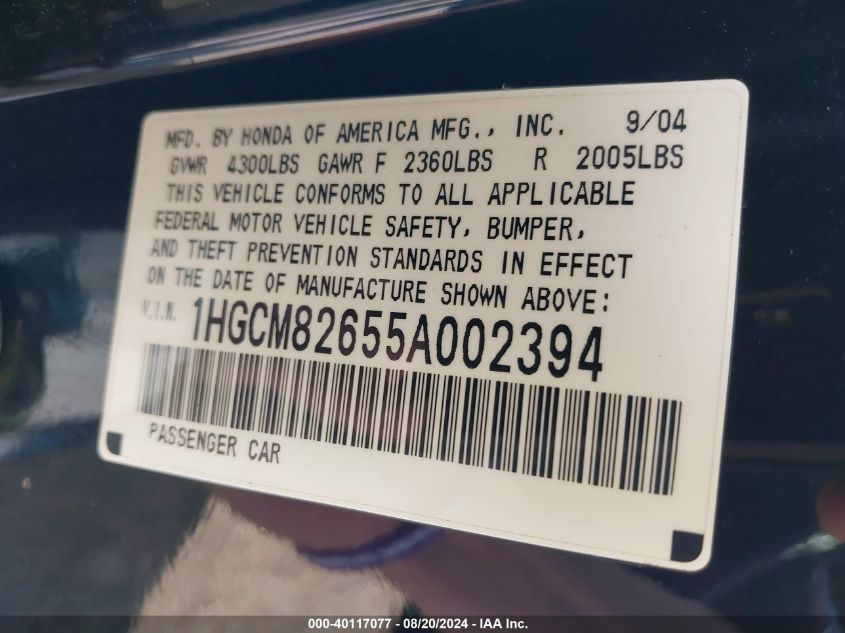 MFD. BY HONDA OF AMERICA MFG., INC. 9/04
GVWR 4300LBS GAWR F 2360LBS R 2005LBS
THIS VEHICLE CONFORMS TO ALL APPLICABLE
FEDERAL MOTOR VEHICLE SAFETY, BUMPER,
AND THEFT PREVENTION STANDARDS IN EFFECT
ON THE DATE OF MANUFACTURE SHOWN ABOVE:
V.I.N. 1HGCM82655A002394
PASSENGER CAR
000-40117077 - 08/20/2024 - IAA Inc.